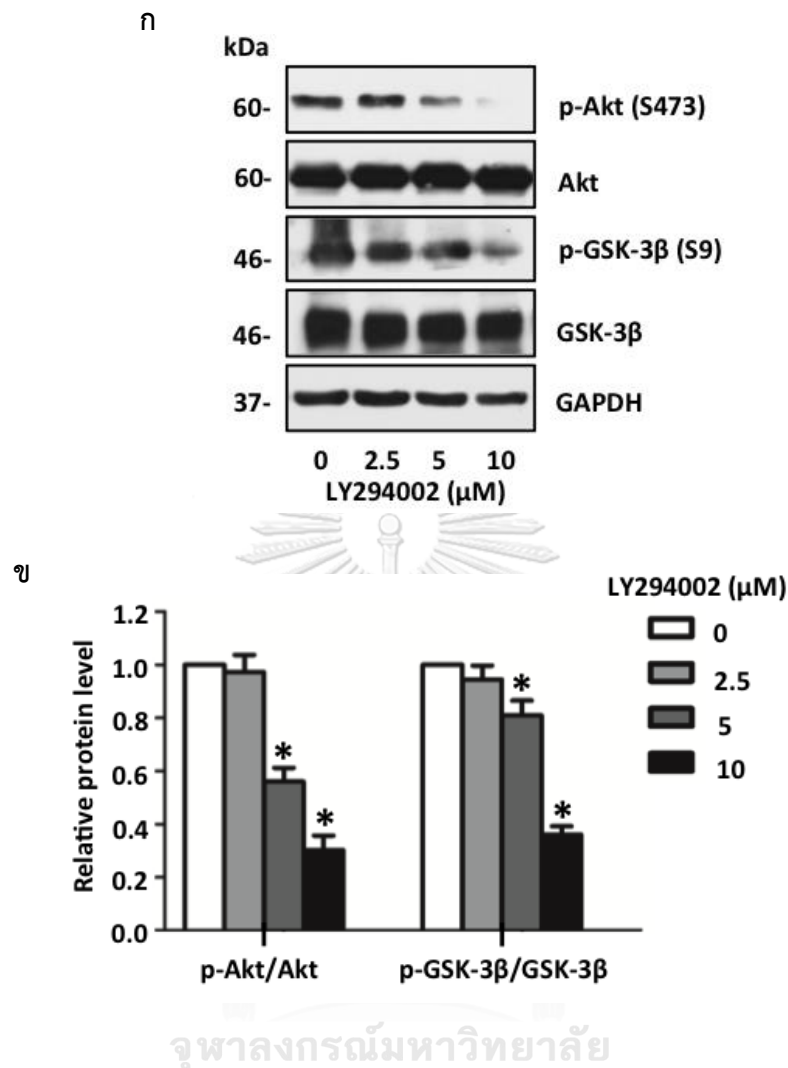 ก
kDa
60- p-Akt (S473)
60- Akt
46- p-GSK-3β (S9)
46- GSK-3β
37- GAPDH
0 2.5 5 10
LY294002 (µM)
ข
LY294002 (µM)
0
2.5
5
10
Relative protein level
1.2
1.0
0.8
0.6
0.4
0.2
0.0
* * * *
p-Akt/Akt p-GSK-3β/GSK-3β
จุฬาลงกรณ์มหาวิทยาลัย